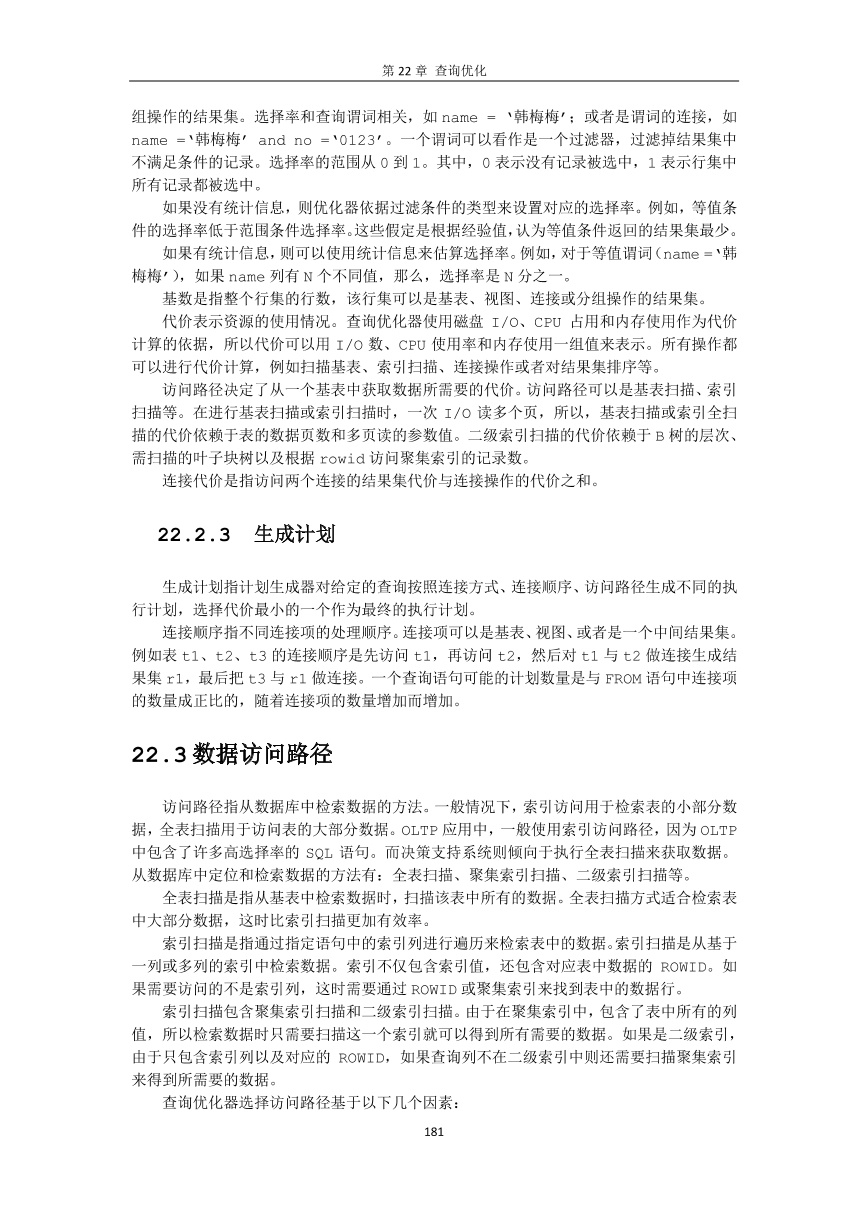 第 22 章 查询优化
组操作的结果集。选择率和查询谓词相关，如 name = ‘韩梅梅’；或者是谓词的连接，如
name =‘韩梅梅’ and no =‘0123’。一个谓词可以看作是一个过滤器，过滤掉结果集中
不满足条件的记录。选择率的范围从 0 到 1。其中，0 表示没有记录被选中，1 表示行集中
所有记录都被选中。
如果没有统计信息，则优化器依据过滤条件的类型来设置对应的选择率。例如，等值条
件的选择率低于范围条件选择率。这些假定是根据经验值，认为等值条件返回的结果集最少。
如果有统计信息，则可以使用统计信息来估算选择率。例如，对于等值谓词（name =‘韩
梅梅’），如果 name 列有 N 个不同值，那么，选择率是 N 分之一。
基数是指整个行集的行数，该行集可以是基表、视图、连接或分组操作的结果集。
代价表示资源的使用情况。查询优化器使用磁盘 I/O、CPU 占用和内存使用作为代价
计算的依据，所以代价可以用 I/O 数、CPU 使用率和内存使用一组值来表示。所有操作都
可以进行代价计算，例如扫描基表、索引扫描、连接操作或者对结果集排序等。
访问路径决定了从一个基表中获取数据所需要的代价。访问路径可以是基表扫描、索引
扫描等。在进行基表扫描或索引扫描时，一次 I/O 读多个页，所以，基表扫描或索引全扫
描的代价依赖于表的数据页数和多页读的参数值。二级索引扫描的代价依赖于 B 树的层次、
需扫描的叶子块树以及根据 rowid 访问聚集索引的记录数。
连接代价是指访问两个连接的结果集代价与连接操作的代价之和。
22.2.3 生成计划
生成计划指计划生成器对给定的查询按照连接方式、连接顺序、访问路径生成不同的执
行计划，选择代价最小的一个作为最终的执行计划。
连接顺序指不同连接项的处理顺序。连接项可以是基表、视图、或者是一个中间结果集。
例如表 t1、t2、t3 的连接顺序是先访问 t1，再访问 t2，然后对 t1 与 t2 做连接生成结
果集 r1，最后把 t3 与 r1 做连接。一个查询语句可能的计划数量是与 FROM 语句中连接项
的数量成正比的，随着连接项的数量增加而增加。
22.3 数据访问路径
访问路径指从数据库中检索数据的方法。一般情况下，索引访问用于检索表的小部分数
据，全表扫描用于访问表的大部分数据。OLTP 应用中，一般使用索引访问路径，因为 OLTP
中包含了许多高选择率的 SQL 语句。而决策支持系统则倾向于执行全表扫描来获取数据。
从数据库中定位和检索数据的方法有：全表扫描、聚集索引扫描、二级索引扫描等。
全表扫描是指从基表中检索数据时，扫描该表中所有的数据。全表扫描方式适合检索表
中大部分数据，这时比索引扫描更加有效率。
索引扫描是指通过指定语句中的索引列进行遍历来检索表中的数据。索引扫描是从基于
一列或多列的索引中检索数据。索引不仅包含索引值，还包含对应表中数据的 ROWID。如
果需要访问的不是索引列，这时需要通过 ROWID 或聚集索引来找到表中的数据行。
索引扫描包含聚集索引扫描和二级索引扫描。由于在聚集索引中，包含了表中所有的列
值，所以检索数据时只需要扫描这一个索引就可以得到所有需要的数据。如果是二级索引，
由于只包含索引列以及对应的 ROWID，如果查询列不在二级索引中则还需要扫描聚集索引
来得到所需要的数据。
查询优化器选择访问路径基于以下几个因素：
181